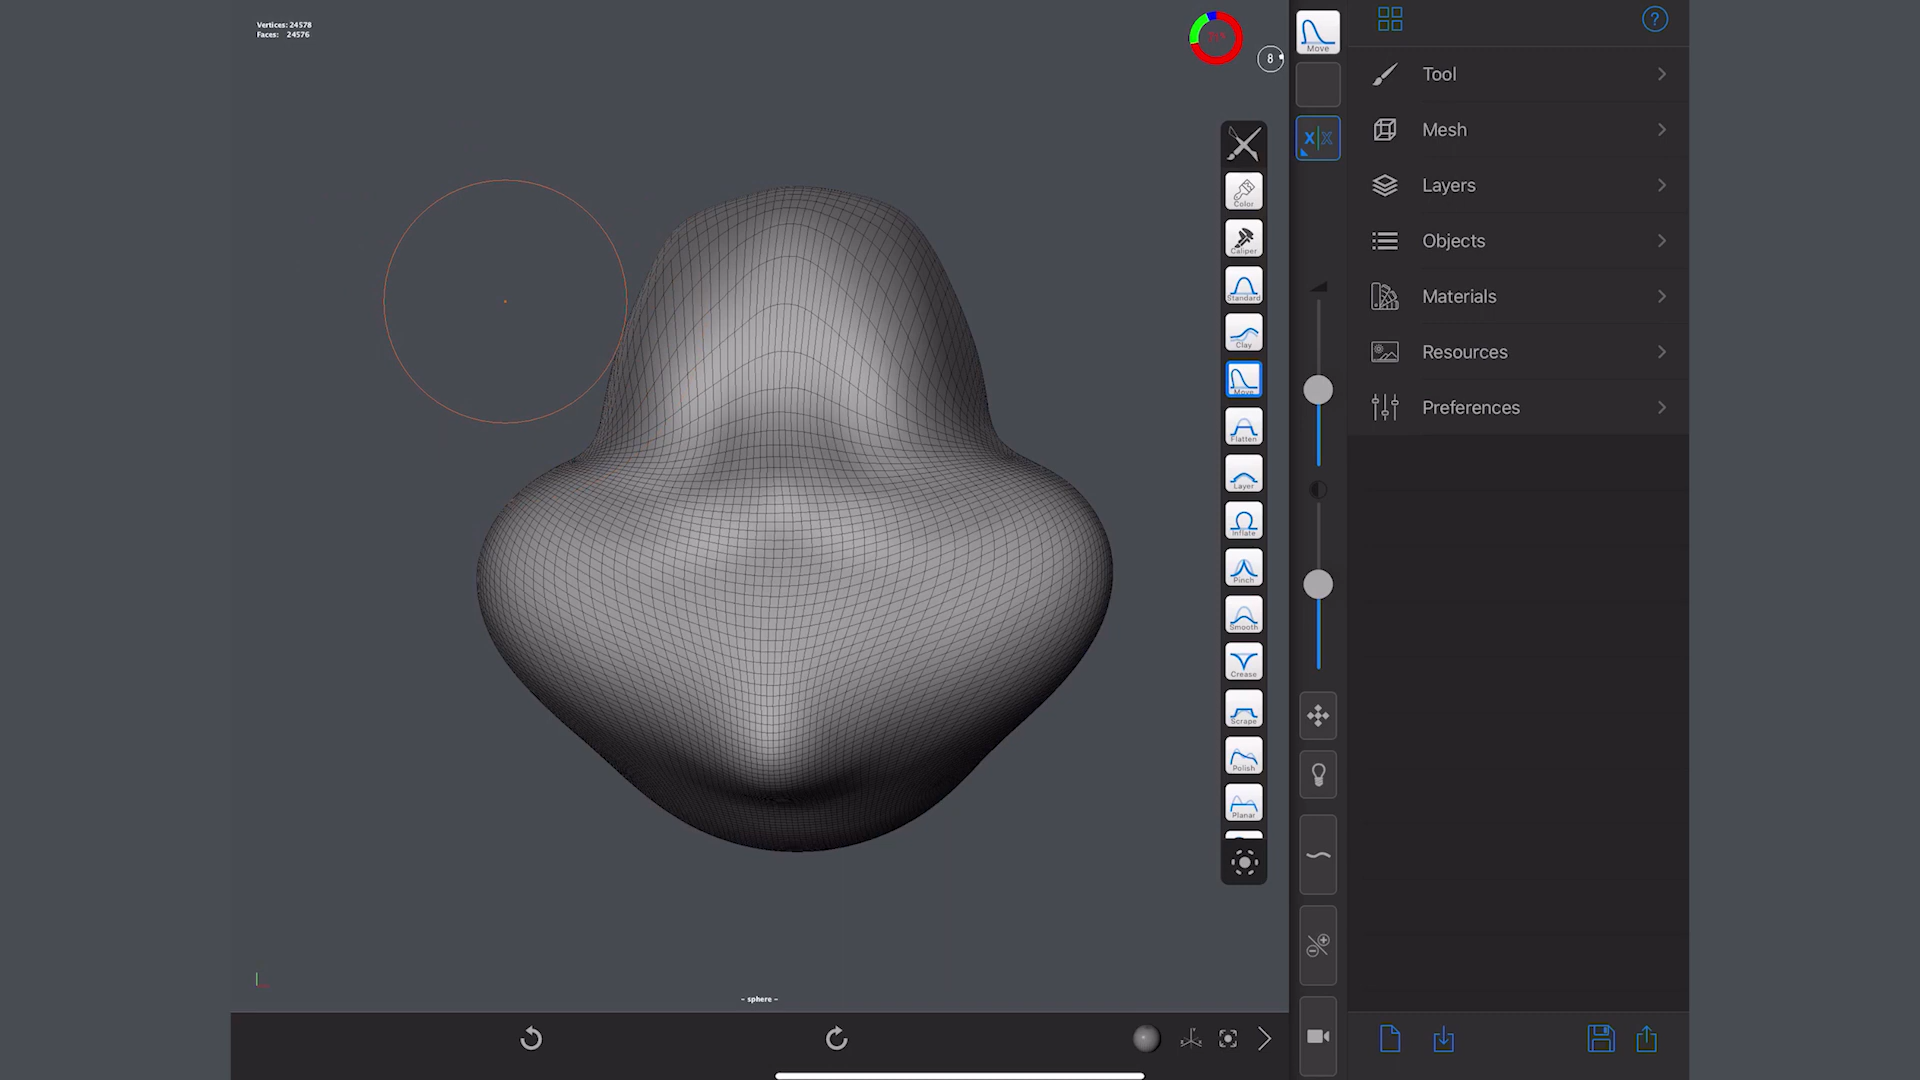 Vertices: 24578
Faces: 24576
8
Move
X|X
?
Tool
Mesh
Layers
Objects
Materials
Resources
Preferences
Color
Caliper
Standard
Clay
Move
Flatten
Layer
Inflate
Pinch
Smooth
Crease
Scrape
Polish
Planar
- sphere -